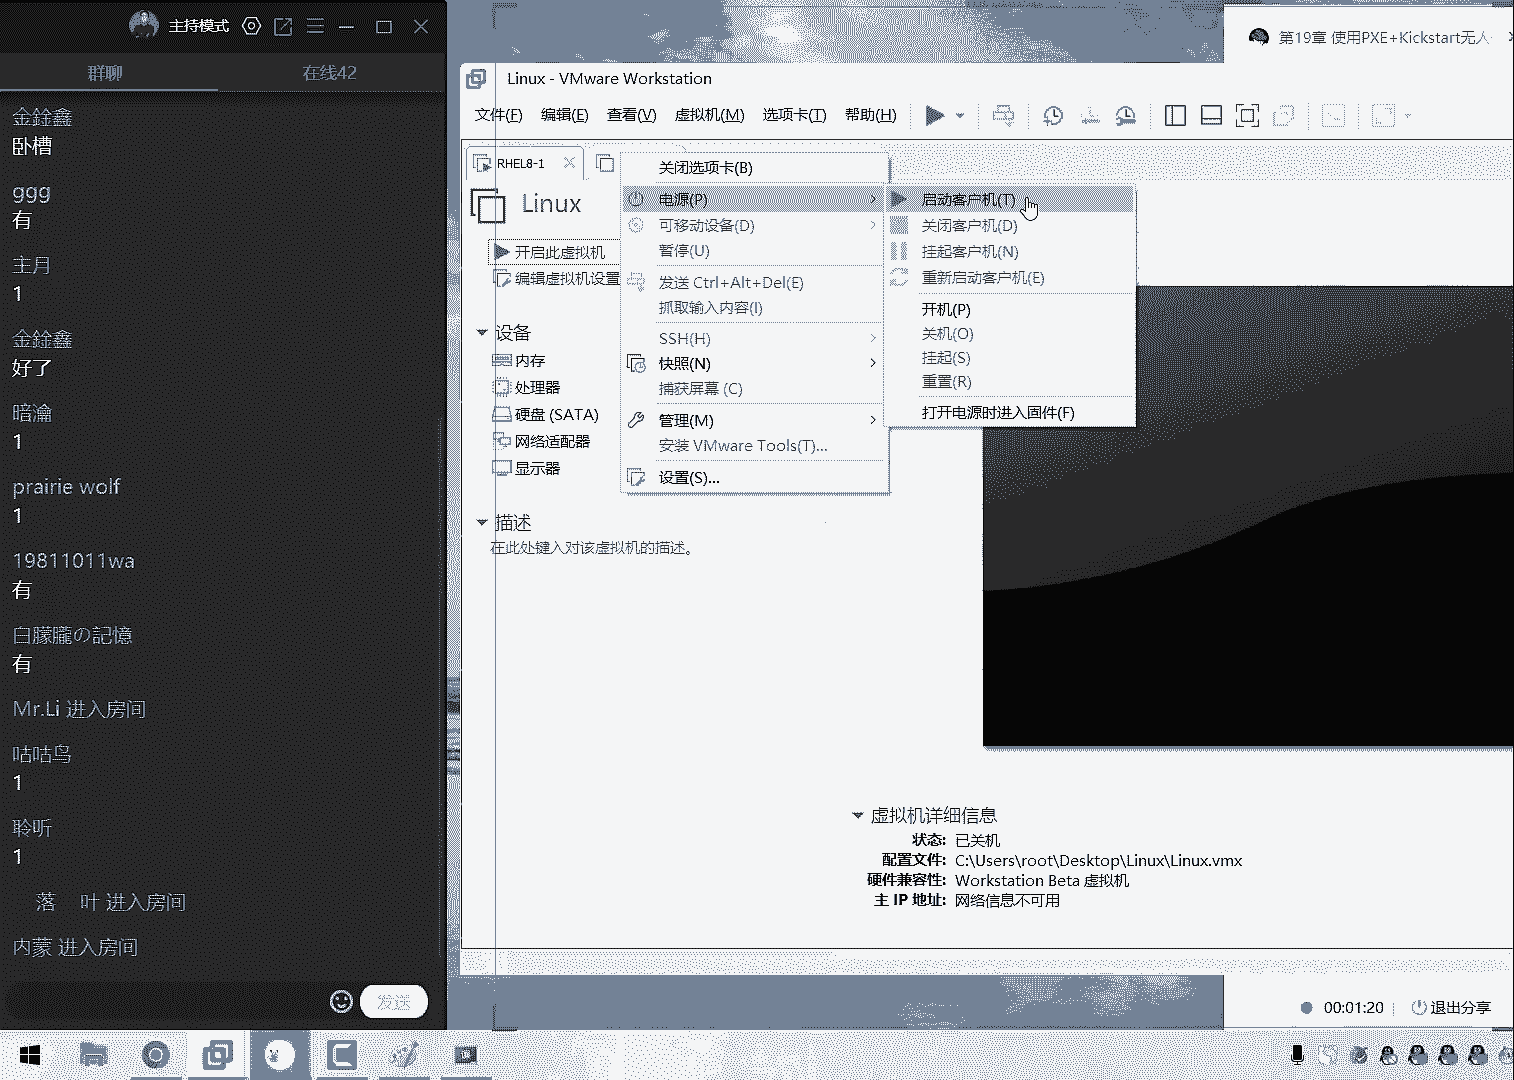 主持模式
群聊
在线42
金鋡鑫
卧槽
ggg
有
主月
1
金鋡鑫
好了
暗瀹
1
prairie wolf
1
19811011wa
有
白朦朧の記憶
有
Mr.Li 进入房间
咕咕鸟
1
聆听
1
落 叶 进入房间
内蒙 进入房间
发送
第19章 使用PXE+Kickstart无人
Linux - VMware Workstation
文件(F) 编辑(E) 查看(V) 虚拟机(M) 选项卡(T) 帮助(H)
RHEL8-1
Linux
开启此虚拟机
编辑虚拟机设置
设备
内存
处理器
硬盘 (SATA)
网络适配器
显示器
描述
在此处键入对该虚拟机的描述。
关闭选项卡(B)
电源(P)
可移动设备(D)
暂停(U)
发送 Ctrl+Alt+Del(E)
抓取输入内容(I)
SSH(H)
快照(N)
捕获屏幕 (C)
管理(M)
安装 VMware Tools(T)...
设置(S)...
启动客户机(T)
关闭客户机(D)
挂起客户机(N)
重新启动客户机(E)
开机(P)
关机(O)
挂起(S)
重置(R)
打开电源时进入固件(F)
虚拟机详细信息
状态: 已关机
配置文件: C:\Users\root\Desktop\Linux\Linux.vmx
硬件兼容性: Workstation Beta 虚拟机
主 IP 地址: 网络信息不可用
00:01:20
退出分享